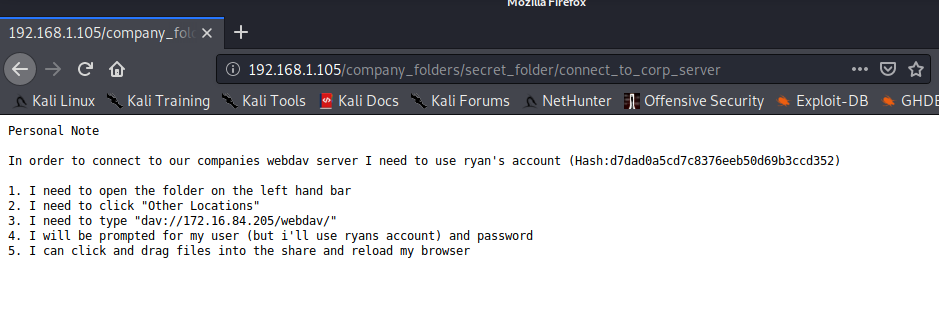 Mozilla Firefox
192.168.1.105/company_fol
192.168.1.105/company_folders/secret_folder/connect_to_corp_server
Kali Linux Kali Training Kali Tools Kali Docs Kali Forums NetHunter Offensive Security Exploit-DB GHDB
Personal Note
In order to connect to our companies webdav server I need to use ryan's account (Hash:d7dad0a5cd7c8376eeb50d69b3ccd352)
1. I need to open the folder on the left hand bar
2. I need to click "Other Locations"
3. I need to type "dav://172.16.84.205/webdav/"
4. I will be prompted for my user (but i'll use ryans account) and password
5. I can click and drag files into the share and reload my browser